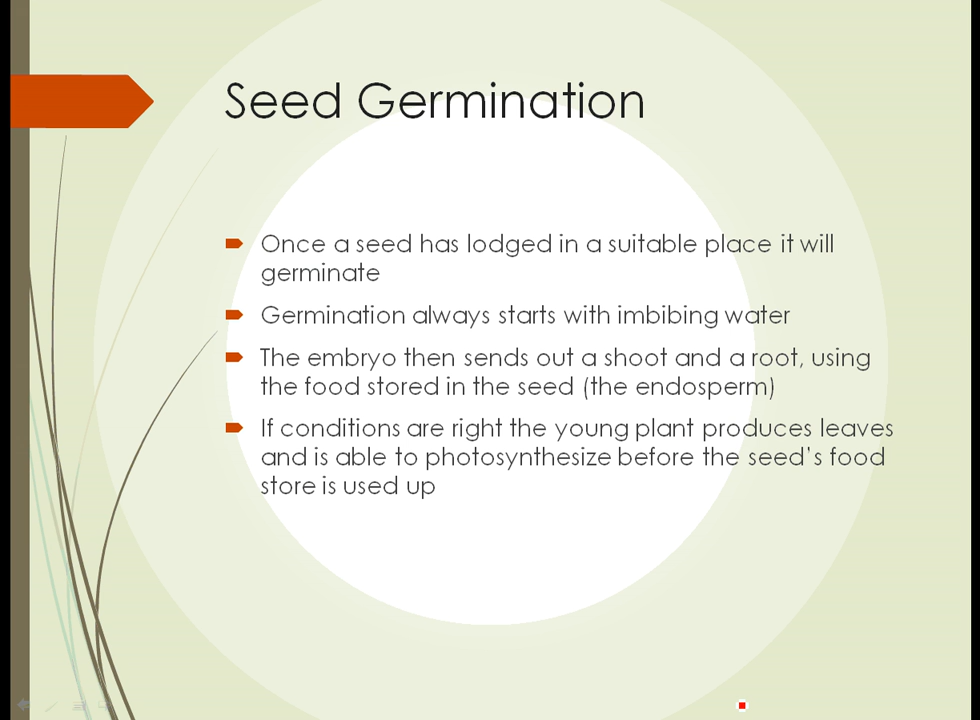 Seed Germination
Once a seed has lodged in a suitable place it will
germinate
Germination always starts with imbibing water
The embryo then sends out a shoot and a root, using
the food stored in the seed (the endosperm)
If conditions are right the young plant produces leaves
and is able to photosynthesize before the seed's food
store is used up